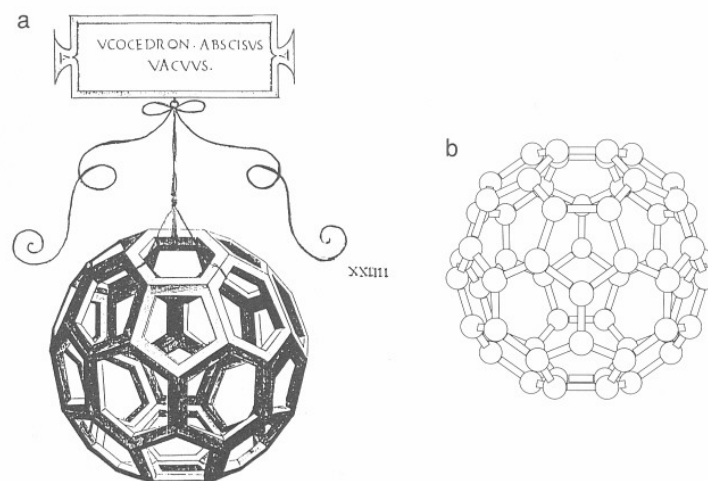 a
VCOCEDRON · ABSCISVS
VACVVS.
XXIIII
b